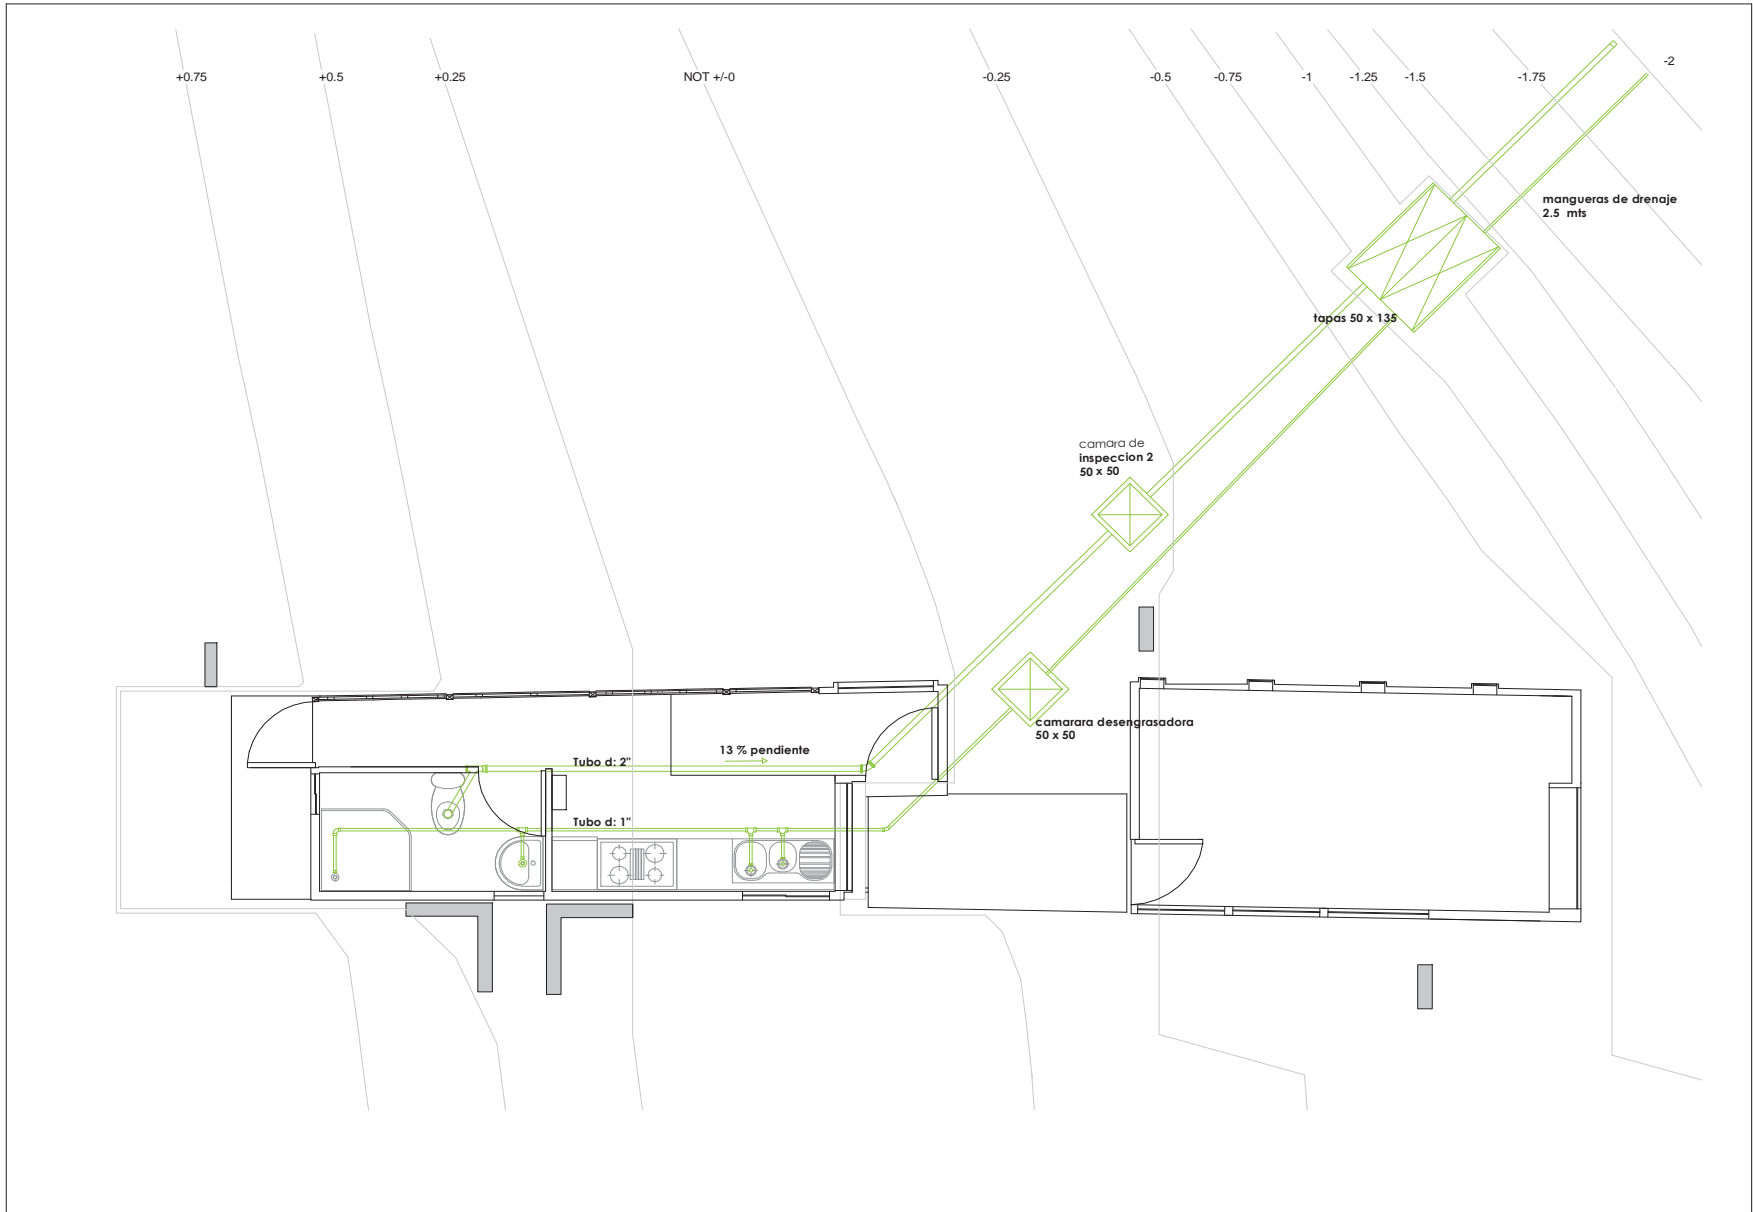 +0.75
+0.5
+0.25
NOT +/-0
-0.25
-0.5
-0.75
-1
-1.25
-1.5
-1.75
-2
mangueras de drenaje
2.5 mts
tapas 50 x 135
camara de
inspeccion 2
50 x 50
camarara desengrasadora
50 x 50
13 % pendiente
Tubo d: 2"
Tubo d: 1"